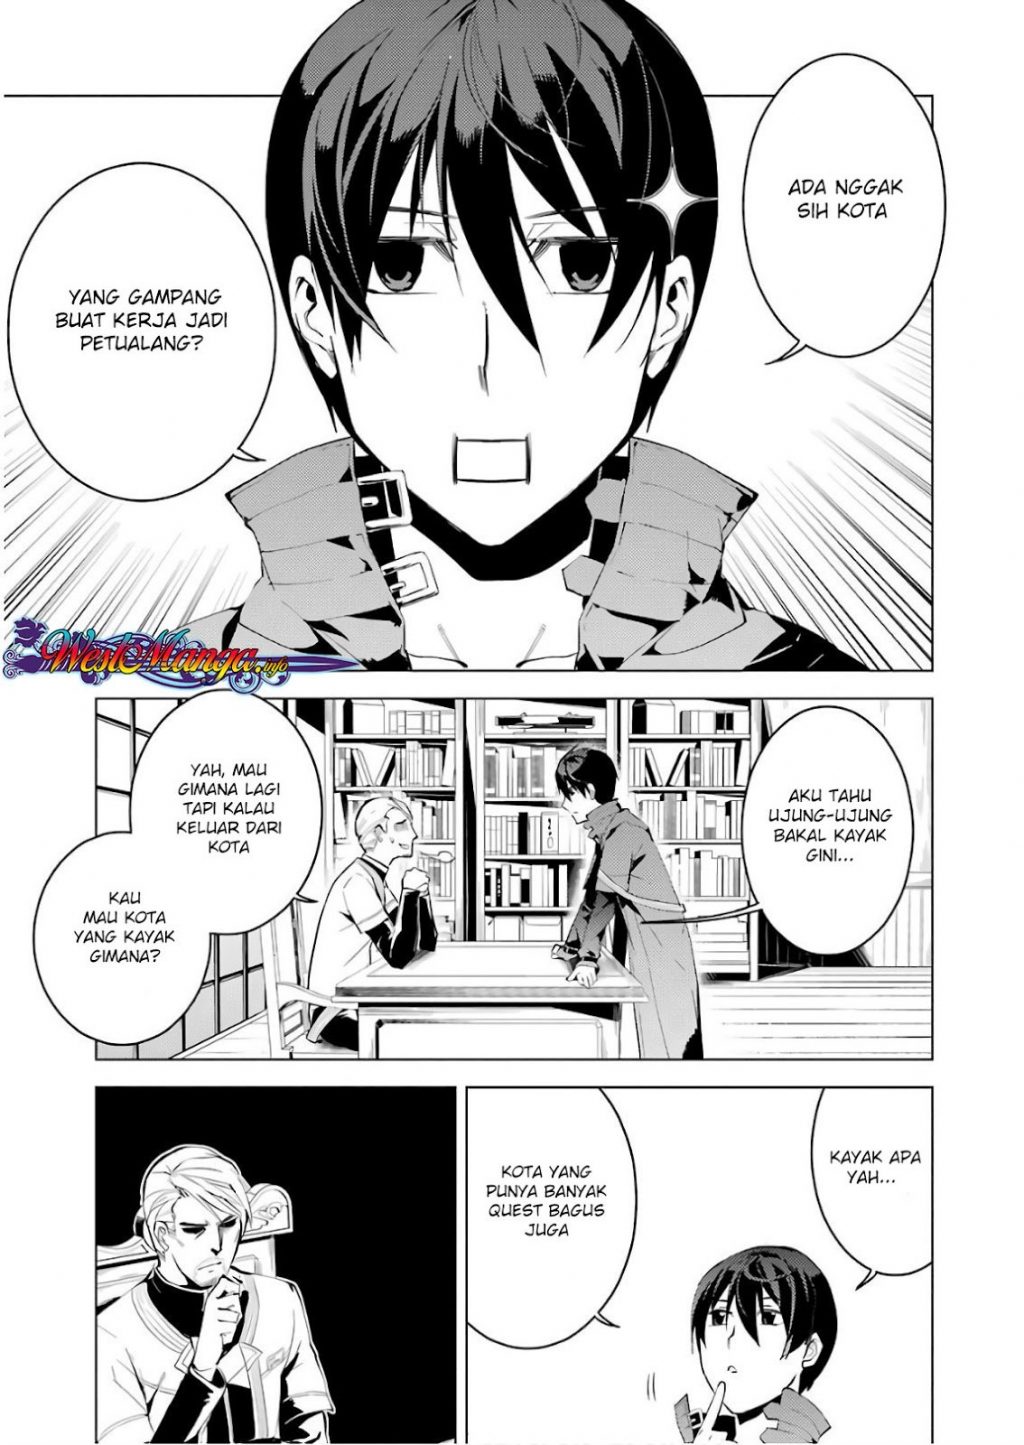 ADA NGGAK
SIH KOTA
YANG GAMPANG
BUAT KERJA JADI
PETUALANG?
WestManga.info
AKU TAHU
UJUNG-UJUNG
BAKAL KAYAK
GINI...
YAH, MAU
GIMANA LAGI
TAPI KALAU
KELUAR DARI
KOTA
KAU
MAU KOTA
YANG KAYAK
GIMANA?
KAYAK APA
YAH...
KOTA YANG
PUNYA BANYAK
QUEST BAGUS
JUGA